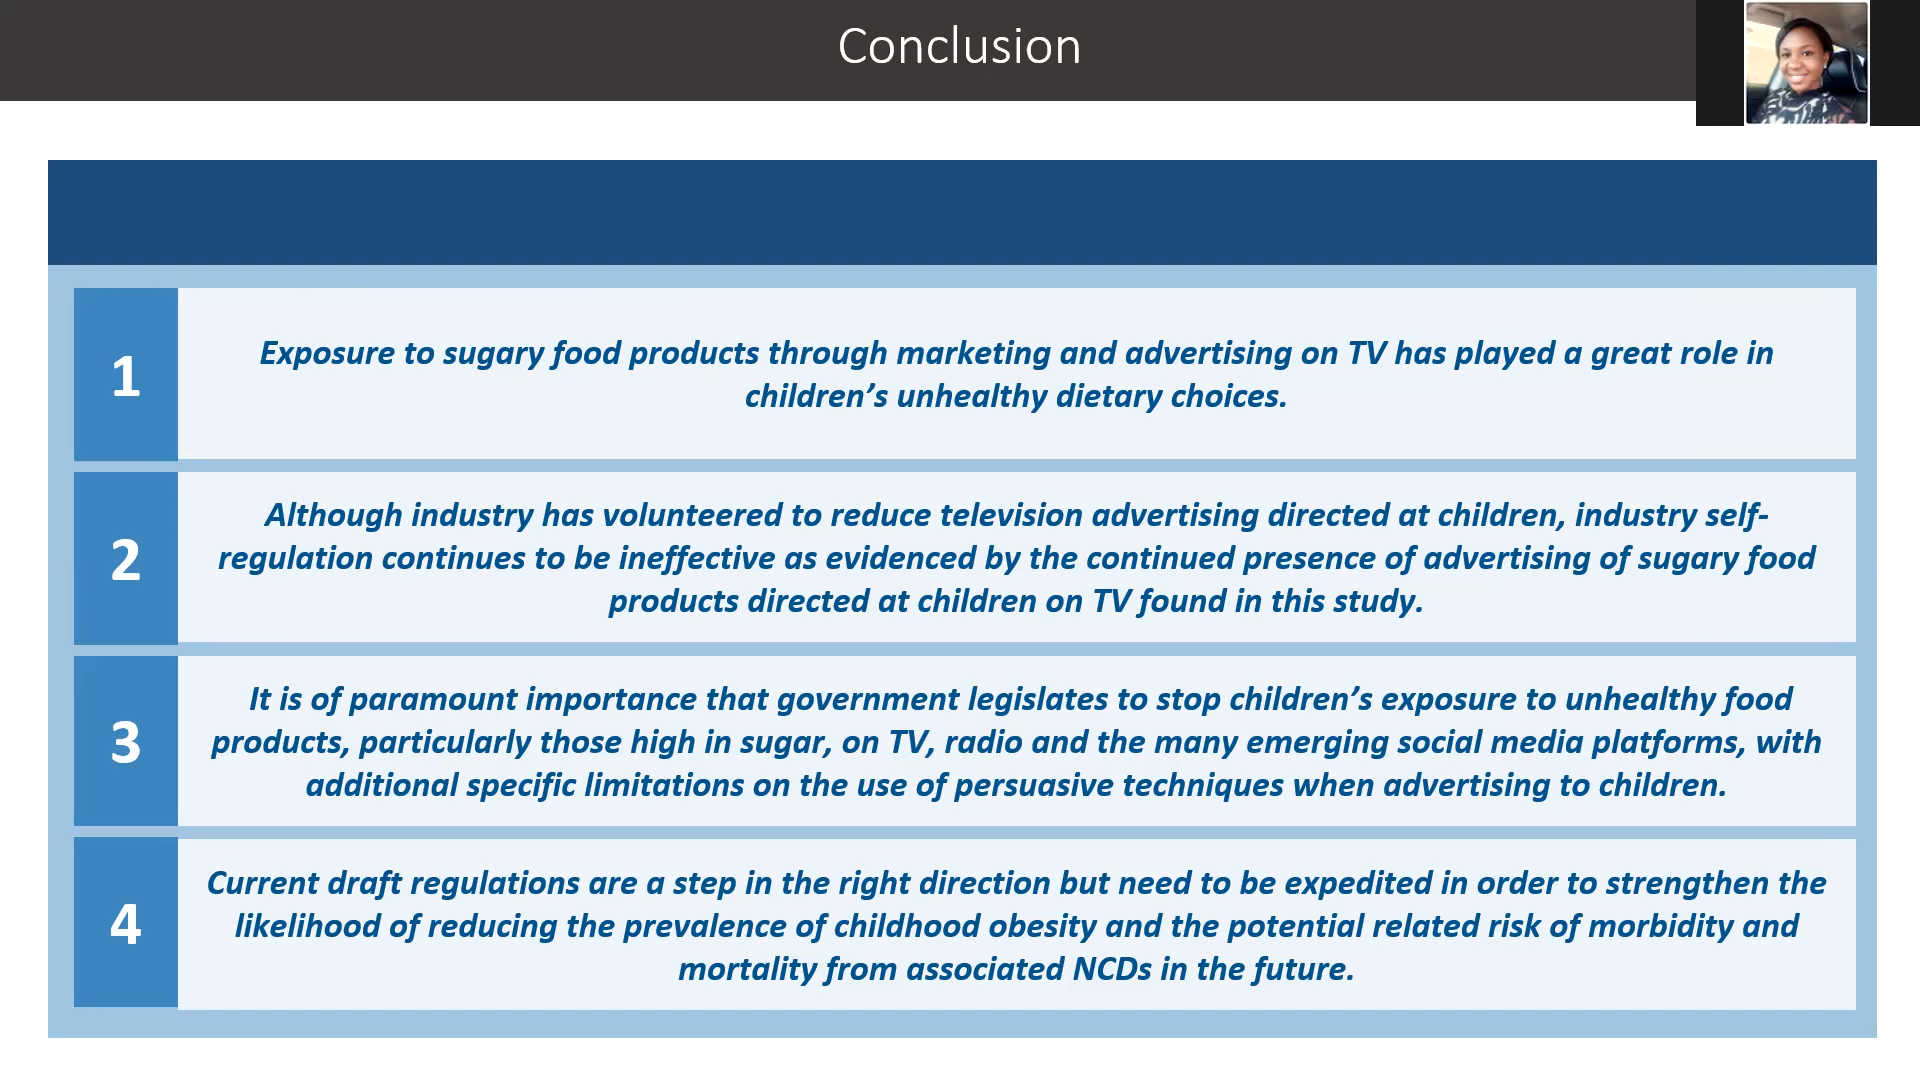 Conclusion
1
Exposure to sugary food products through marketing and advertising on TV has played a great role in
children’s unhealthy dietary choices.
2
Although industry has volunteered to reduce television advertising directed at children, industry self-
regulation continues to be ineffective as evidenced by the continued presence of advertising of sugary food
products directed at children on TV found in this study.
3
It is of paramount importance that government legislates to stop children’s exposure to unhealthy food
products, particularly those high in sugar, on TV, radio and the many emerging social media platforms, with
additional specific limitations on the use of persuasive techniques when advertising to children.
4
Current draft regulations are a step in the right direction but need to be expedited in order to strengthen the
likelihood of reducing the prevalence of childhood obesity and the potential related risk of morbidity and
mortality from associated NCDs in the future.